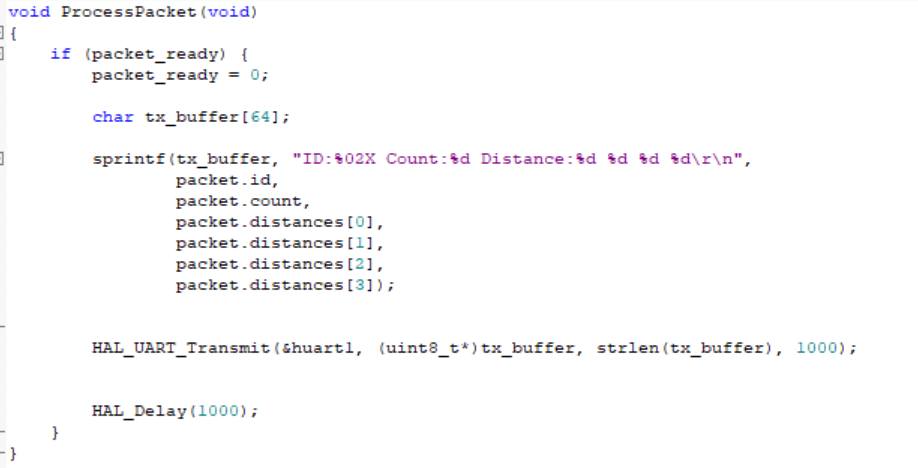 void ProcessPacket(void)
{
    if (packet_ready) {
        packet_ready = 0;
        char tx_buffer[64];
        sprintf(tx_buffer, "ID:%02X Count:%d Distance:%d %d %d %d\r\n",
                packet.id,
                packet.count,
                packet.distances[0],
                packet.distances[1],
                packet.distances[2],
                packet.distances[3]);
        HAL_UART_Transmit(&huart1, (uint8_t*)tx_buffer, strlen(tx_buffer), 1000);
        HAL_Delay(1000);
    }
}